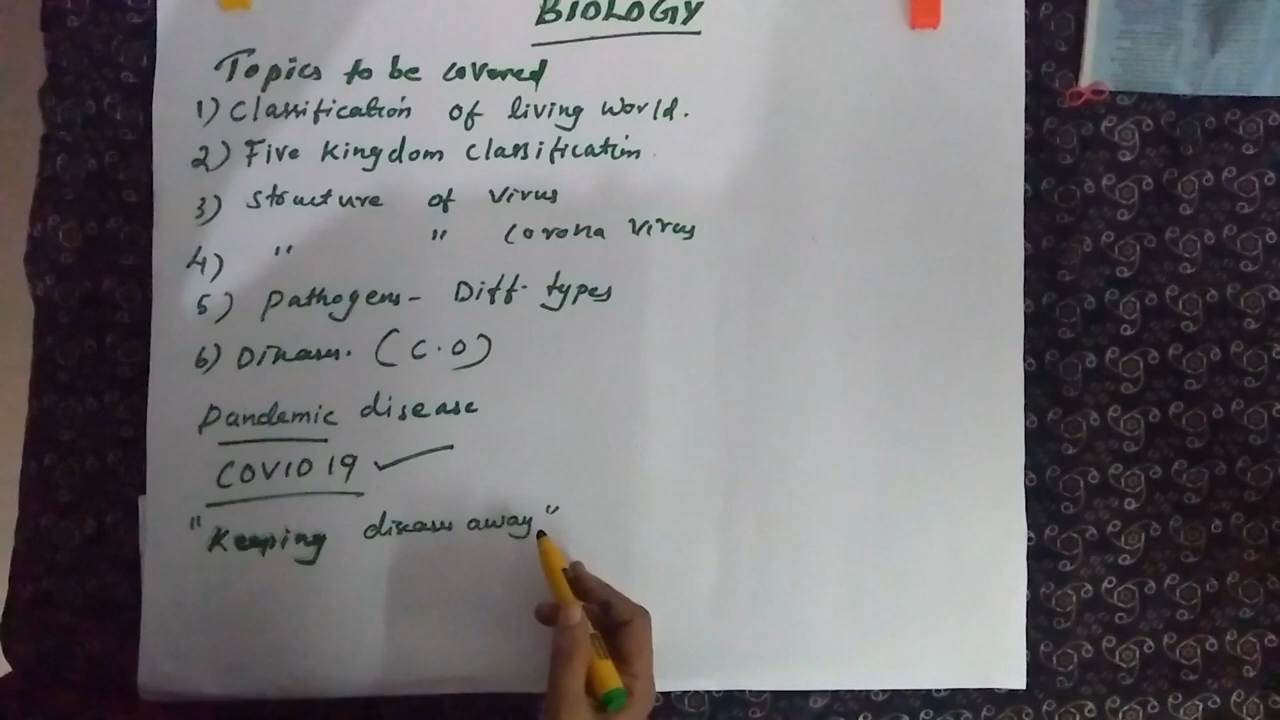 BIOLOGY
Topics to be covered
1) Classification of living world.
2) Five Kingdom Classification
3) Structure of Virus
4) " " Corona Virus
5) Pathogens - Diff. types
6) Diseases. (C.D)
Pandemic disease
COVID 19 ✓
"Keeping diseases away"